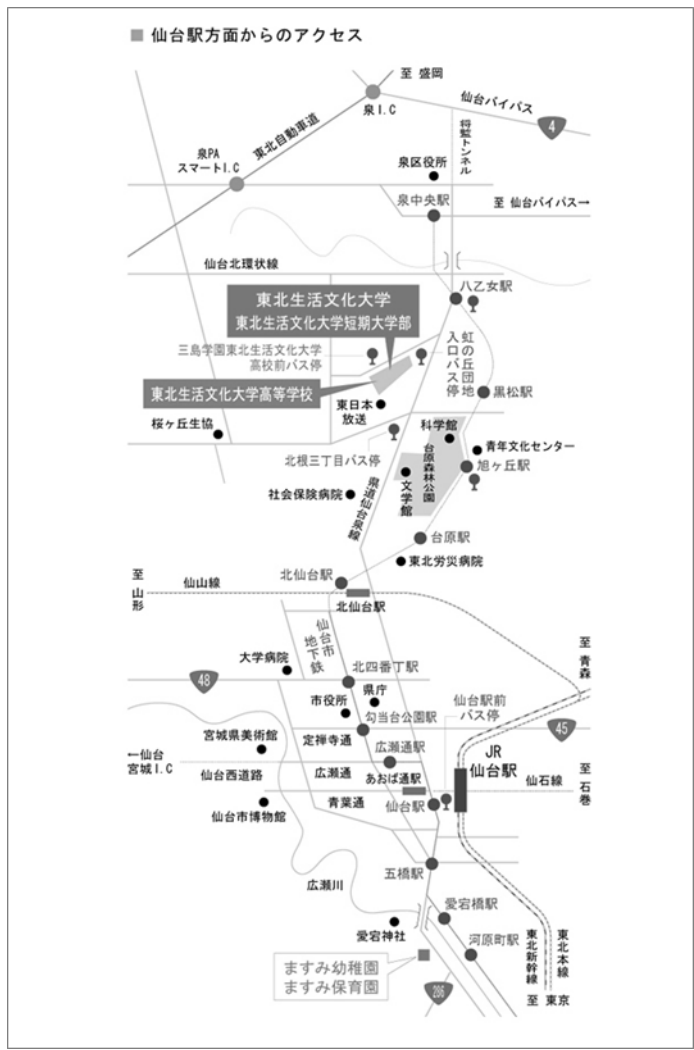 仙台駅方面からのアクセス
至 盛岡
仙台バイパス
4
泉I.C
東北自動車道
将監トンネル
泉PA
スマートI.C
泉区役所
泉中央駅
至 仙台バイパス→
仙台北環状線
八乙女駅
東北生活文化大学
東北生活文化大学短期大学部
三島学園東北生活文化大学
高校前バス停
虹の丘団地
入口バス停
東北生活文化大学高等学校
黒松駅
東日本
放送
桜ヶ丘生協
科学館
青年文化センター
北根三丁目バス停
台原森林公園
旭ヶ丘駅
文学館
社会保険病院
県道仙台泉線
台原駅
東北労災病院
北仙台駅
至 山形
仙山線
北仙台駅
仙台市
地下鉄
至 青森
大学病院
北四番丁駅
48
県庁
仙台駅前
バス停
市役所
勾当台公園駅
45
宮城県美術館
定禅寺通
広瀬通駅
JR
仙台駅
←仙台
宮城I.C
仙台西道路
広瀬通
あおば通駅
仙石線
至 石巻
青葉通
仙台駅
仙台市博物館
五橋駅
広瀬川
愛宕橋駅
愛宕神社
河原町駅
東北新幹線
東北本線
ますみ幼稚園
ますみ保育園
286
至 東京